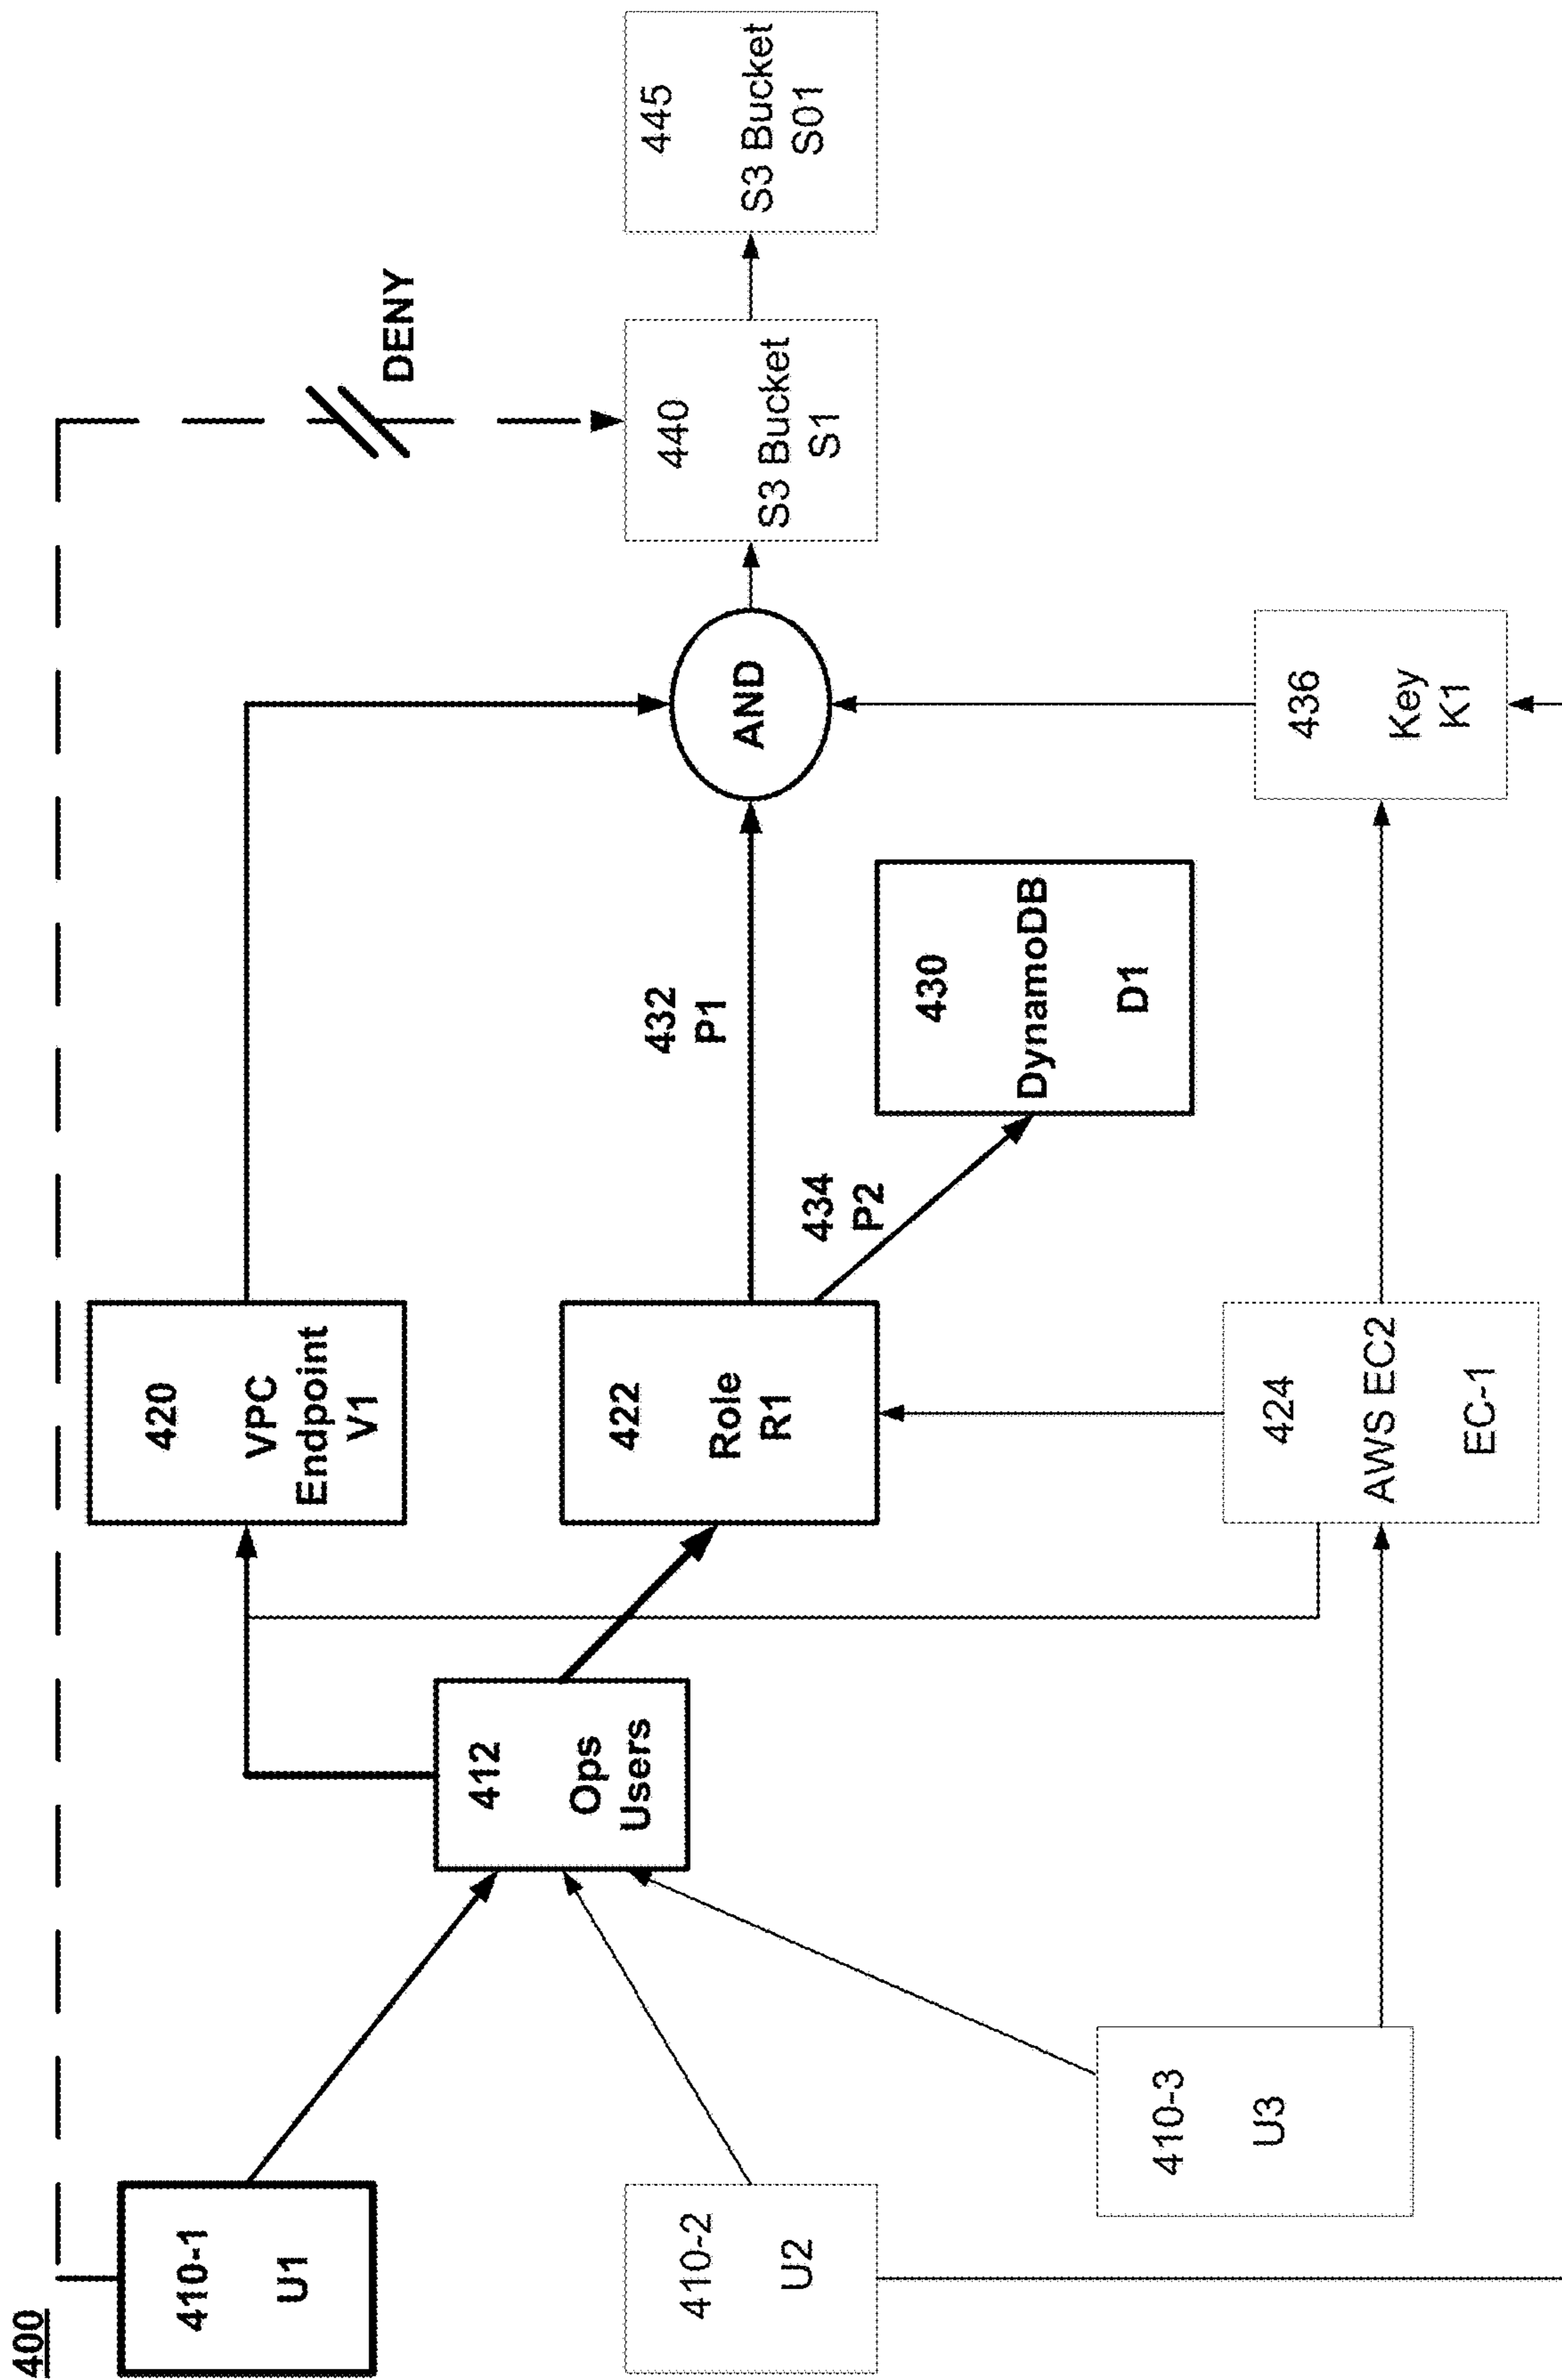 400
410-1
U1
410-2
U2
410-3
U3
412
Ops
Users
420
VPC
Endpoint
V1
422
Role
R1
424
AWS EC2
EC-1
432
P1
434
P2
430
DynamoDB
D1
AND
436
Key
K1
DENY
440
S3 Bucket
S1
445
S3 Bucket
S01